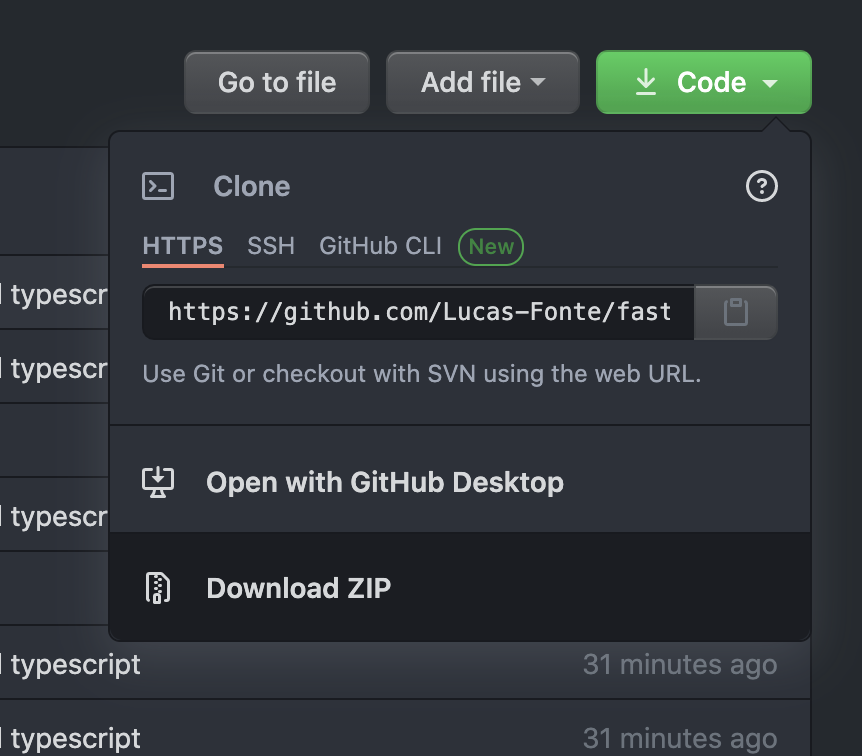 Go to file Add file Code
Clone
HTTPS SSH GitHub CLI New
https://github.com/Lucas-Fonte/fast
Use Git or checkout with SVN using the web URL.
typescr
typescr
Open with GitHub Desktop
typescr
Download ZIP
typescript 31 minutes ago
typescript 31 minutes ago